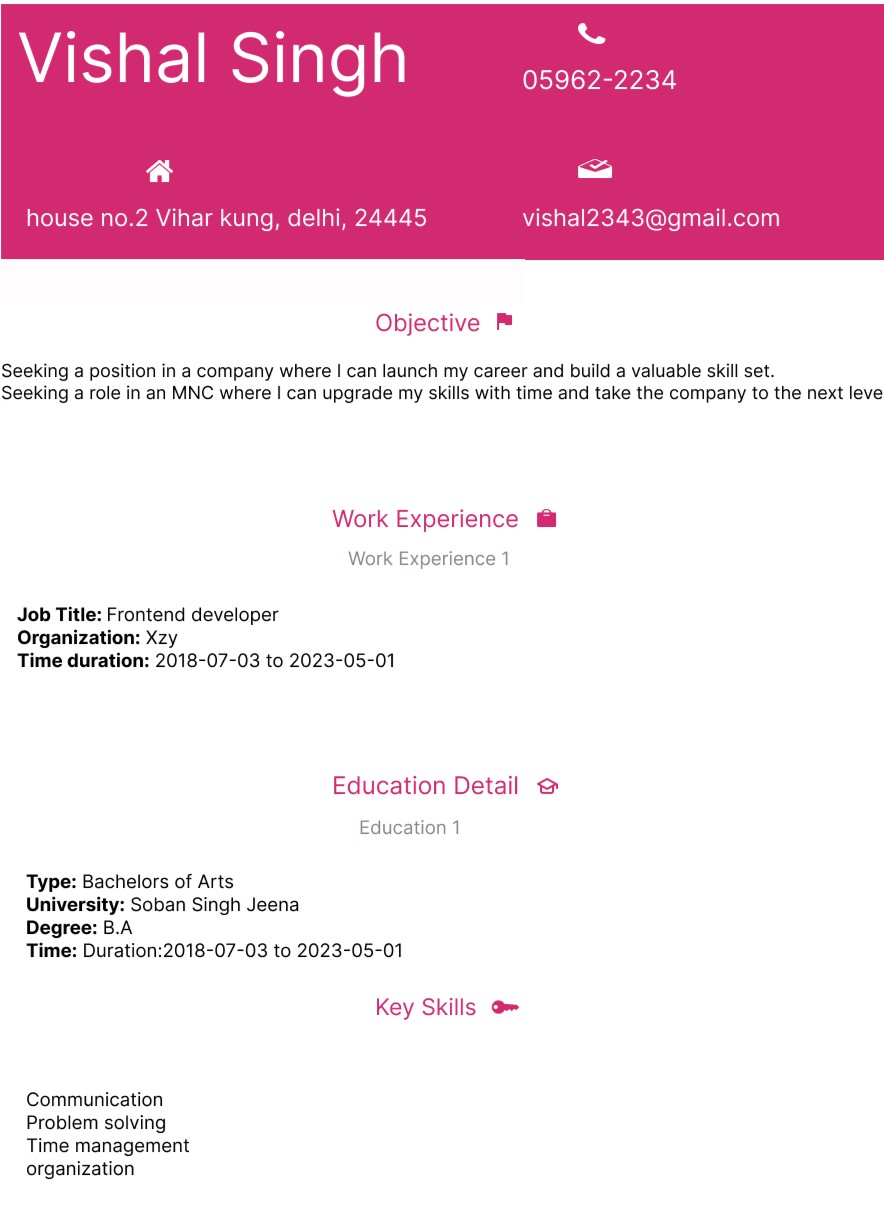 Vishal Singh
05962-2234
house no.2 Vihar kung, delhi, 24445
vishal2343@gmail.com
Objective
Seeking a position in a company where I can launch my career and build a valuable skill set.
Seeking a role in an MNC where I can upgrade my skills with time and take the company to the next leve
Work Experience
Work Experience 1
Job Title: Frontend developer
Organization: Xzy
Time duration: 2018-07-03 to 2023-05-01
Education Detail
Education 1
Type: Bachelors of Arts
University: Soban Singh Jeena
Degree: B.A
Time: Duration:2018-07-03 to 2023-05-01
Key Skills
Communication
Problem solving
Time management
organization